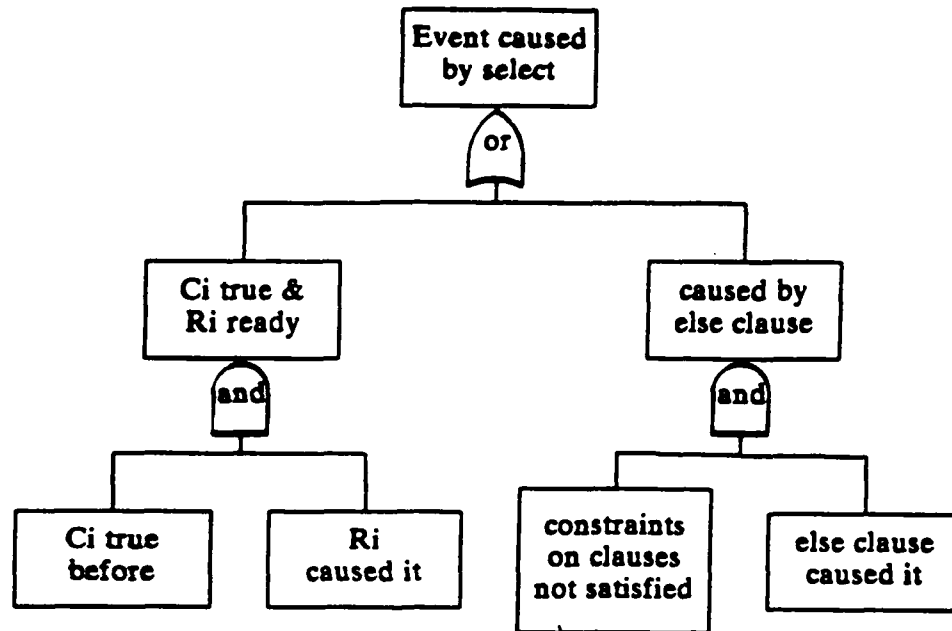 Event caused
by select
or
Ci true &
Ri ready
caused by
else clause
and
and
Ci true
before
Ri
caused it
constraints
on clauses
not satisfied
else clause
caused it